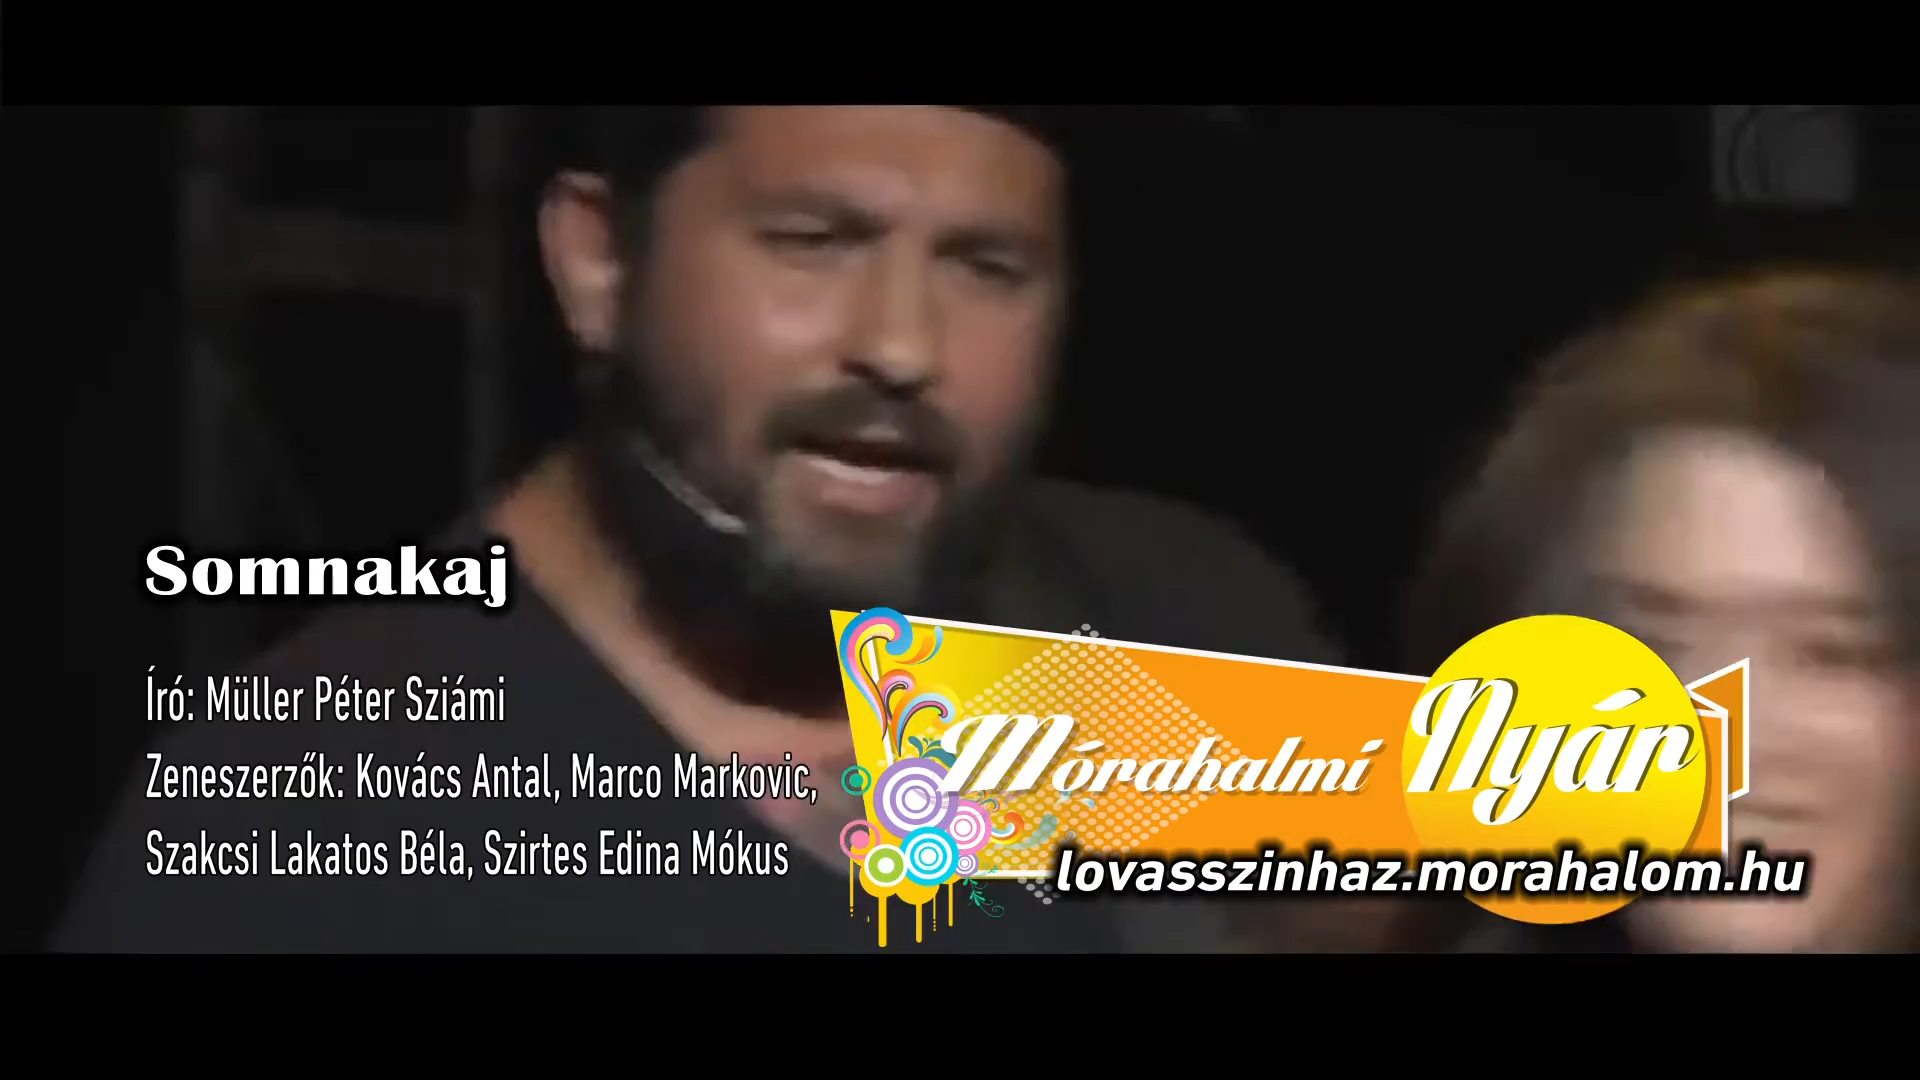 Somnakaj
Író: Müller Péter Sziámi
Zeneszerzők: Kovács Antal, Marco Markovic,
Szakcsi Lakatos Béla, Szirtes Edina Mókus
Mórahalmi Nyár
lovasszinhaz.morahalom.hu